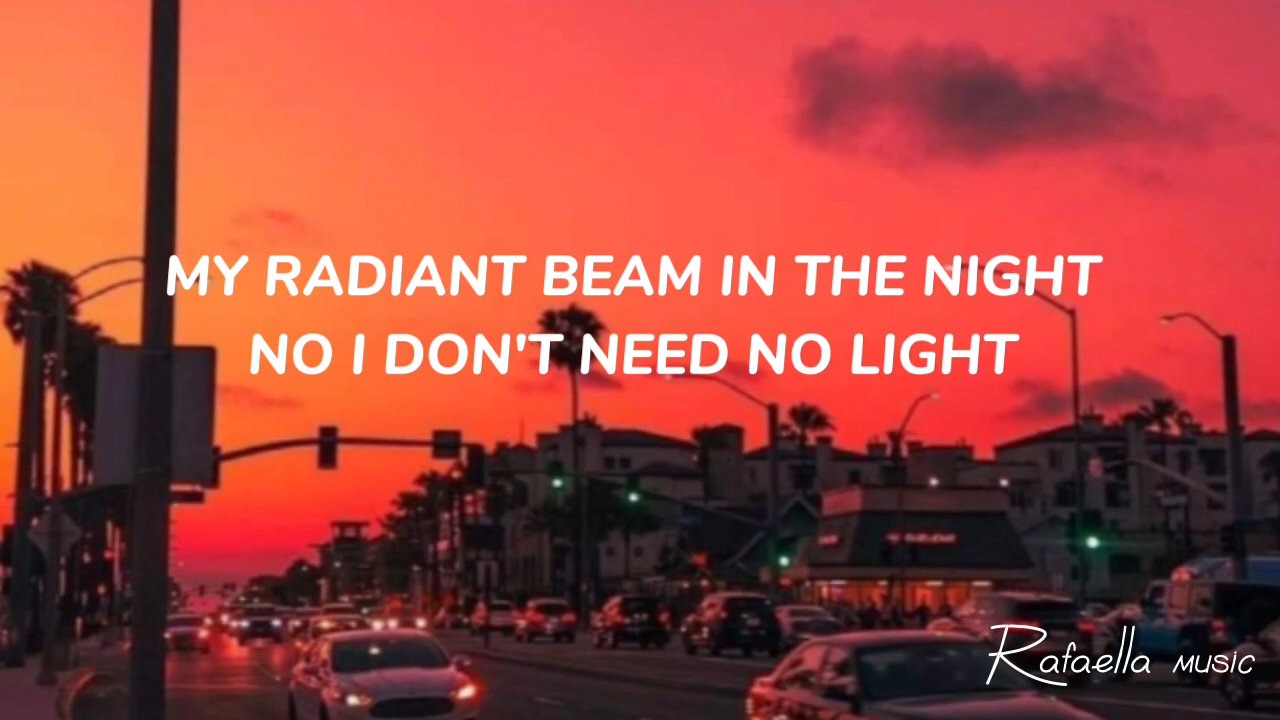 MY RADIANT BEAM IN THE NIGHT
NO I DON'T NEED NO LIGHT
Rafaella MUSIC